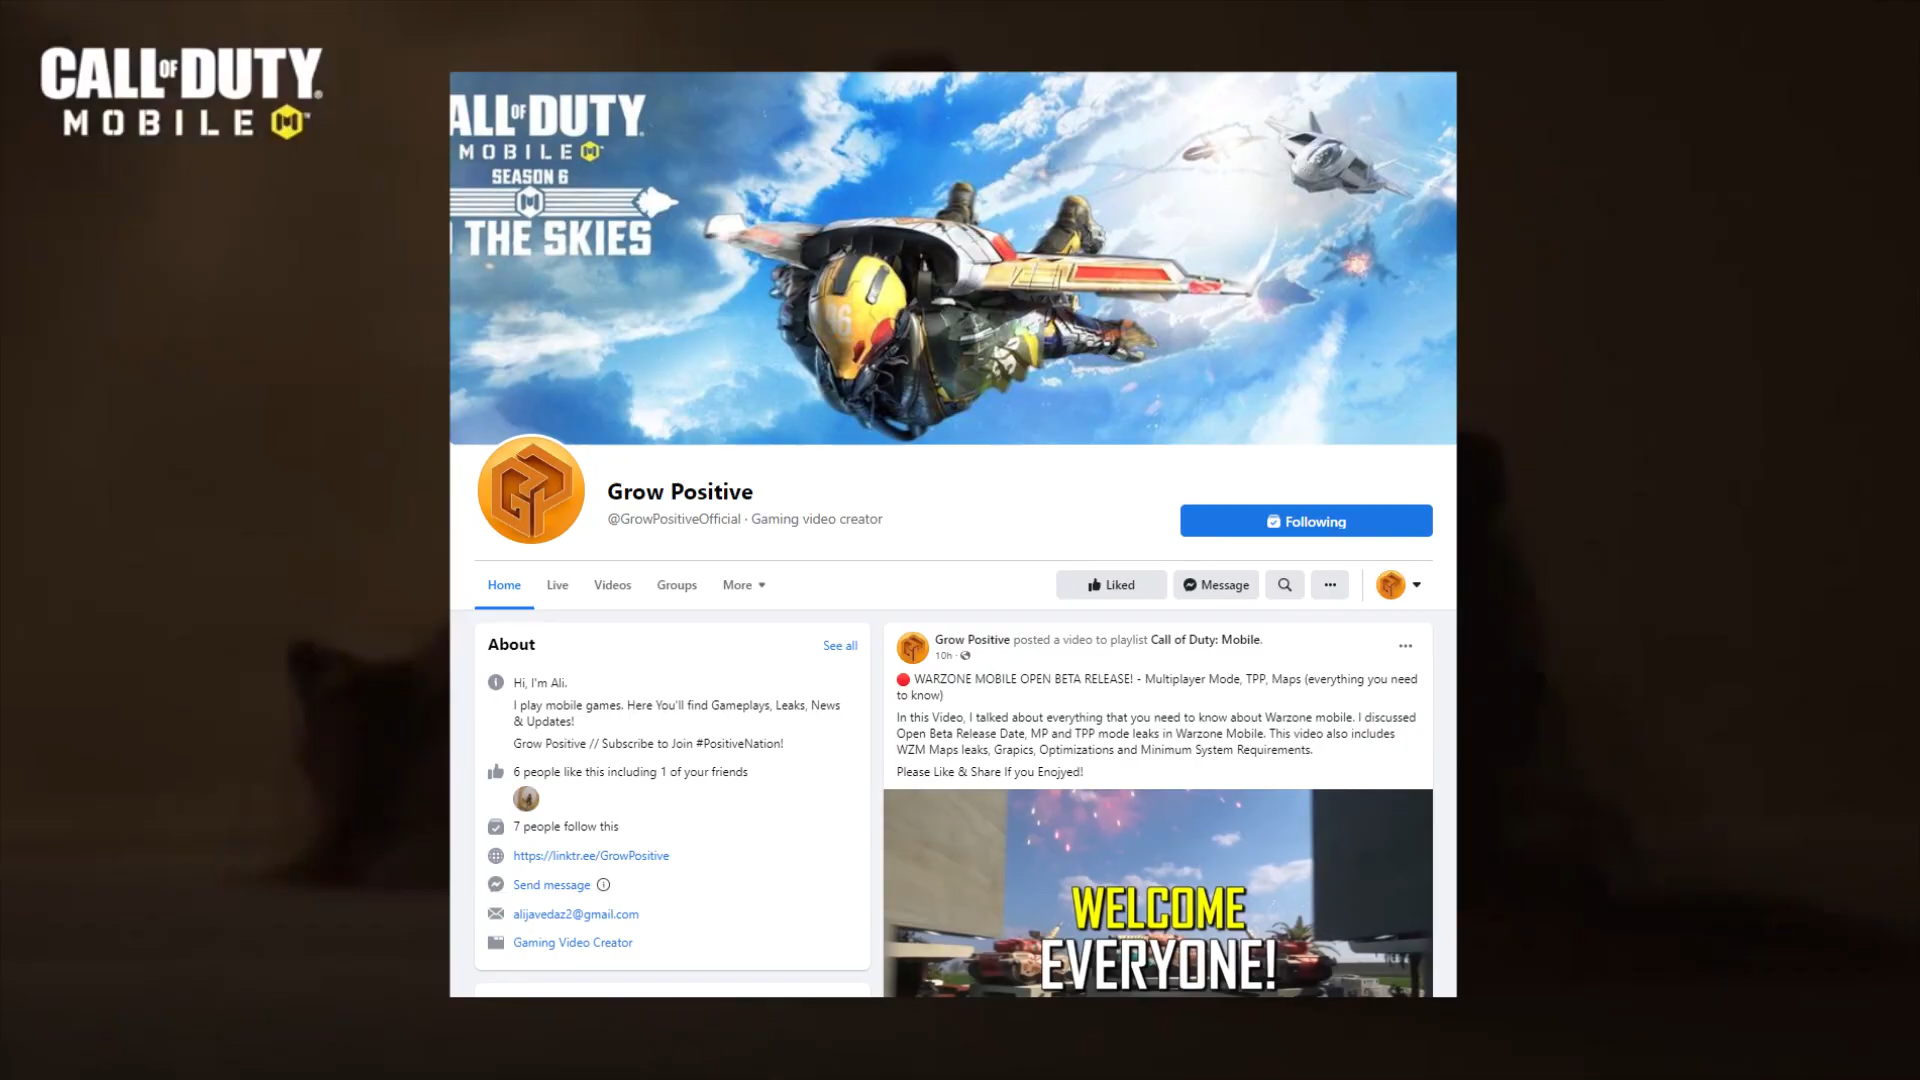 CALL OF DUTY®
MOBILE
ALL OF DUTY
MOBILE
SEASON 6
THE SKIES
96
Grow Positive
@GrowPositiveOfficial · Gaming video creator
Following
Home
Live
Videos
Groups
More
Liked
Message
About
See all
Hi, I'm Ali.
I play mobile games. Here You'll find Gameplays, Leaks, News
& Updates!
Grow Positive // Subscribe to Join #PositiveNation!
6 people like this including 1 of your friends
7 people follow this
https://linktr.ee/GrowPositive
Send message
alijavedaz2@gmail.com
Gaming Video Creator
Grow Positive posted a video to playlist Call of Duty: Mobile.
10h ·
WARZONE MOBILE OPEN BETA RELEASE! - Multiplayer Mode, TPP, Maps (everything you need
to know)
In this Video, I talked about everything that you need to know about Warzone mobile. I discussed
Open Beta Release Date, MP and TPP mode leaks in Warzone Mobile. This video also includes
WZM Maps leaks, Grapics, Optimizations and Minimum System Requirements.
Please Like & Share If you Enojyed!
WELCOME
EVERYONE!